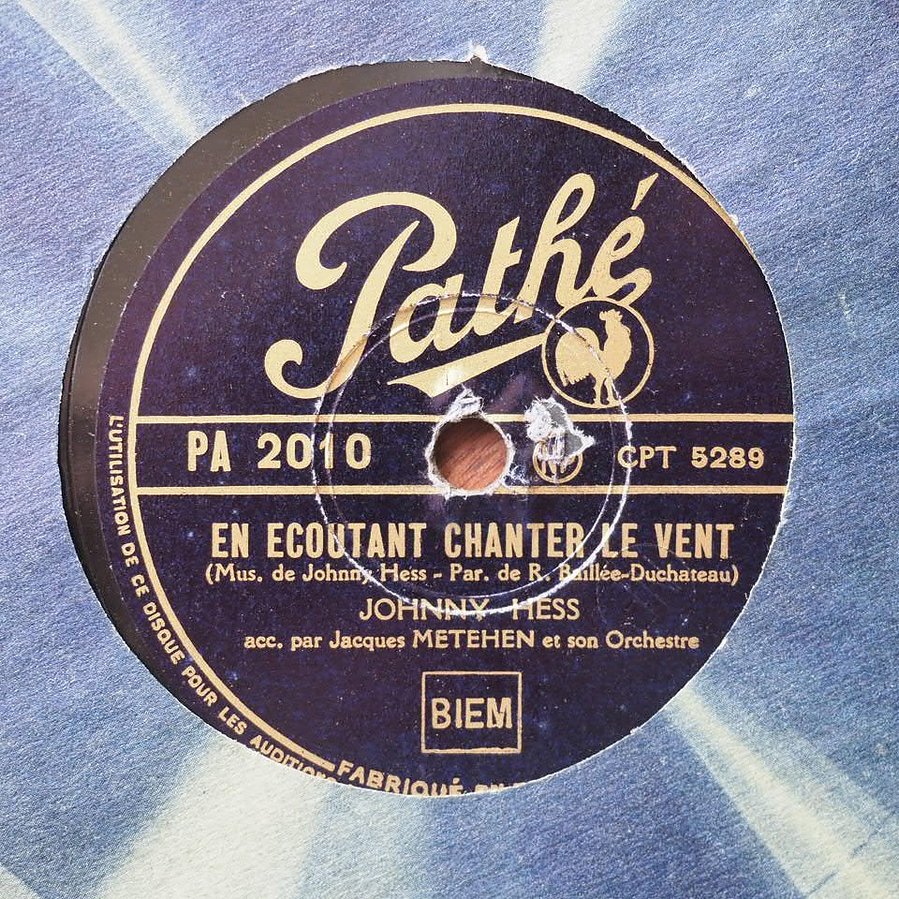 Pathé
PA 2010
CPT 5289
EN ECOUTANT CHANTER LE VENT
(Mus. de Johnny Hess - Par. de R. Baillée-Duchateau)
JOHNNY HESS
acc. par Jacques METEHEN et son Orchestre
BIEM
L'UTILISATION DE CE DISQUE POUR LES
FABRIQUÉ